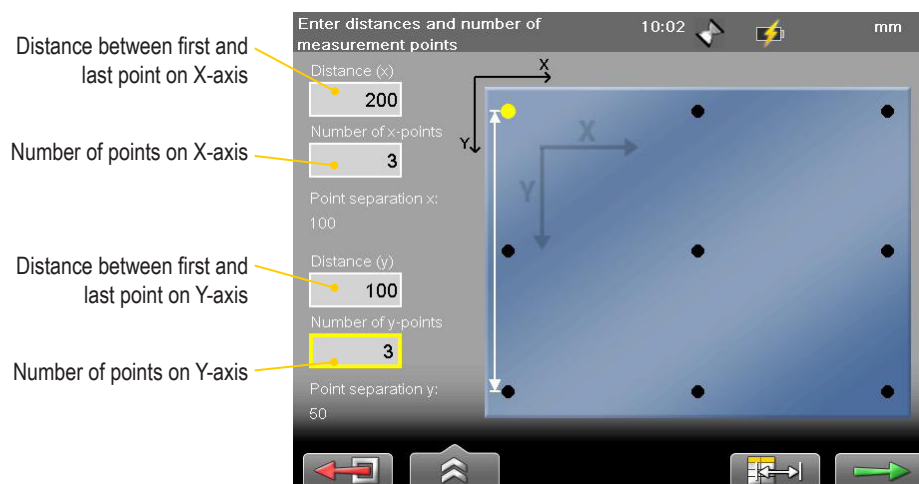 Enter distances and number of
measurement points
10:02
mm
Distance between first and
last point on X-axis
Number of points on X-axis
Distance between first and
last point on Y-axis
Number of points on Y-axis
Distance (x)
200
Number of x-points
3
Point separation x:
100
Distance (y)
100
Number of y-points
3
Point separation y:
50
X
Y
X
Y